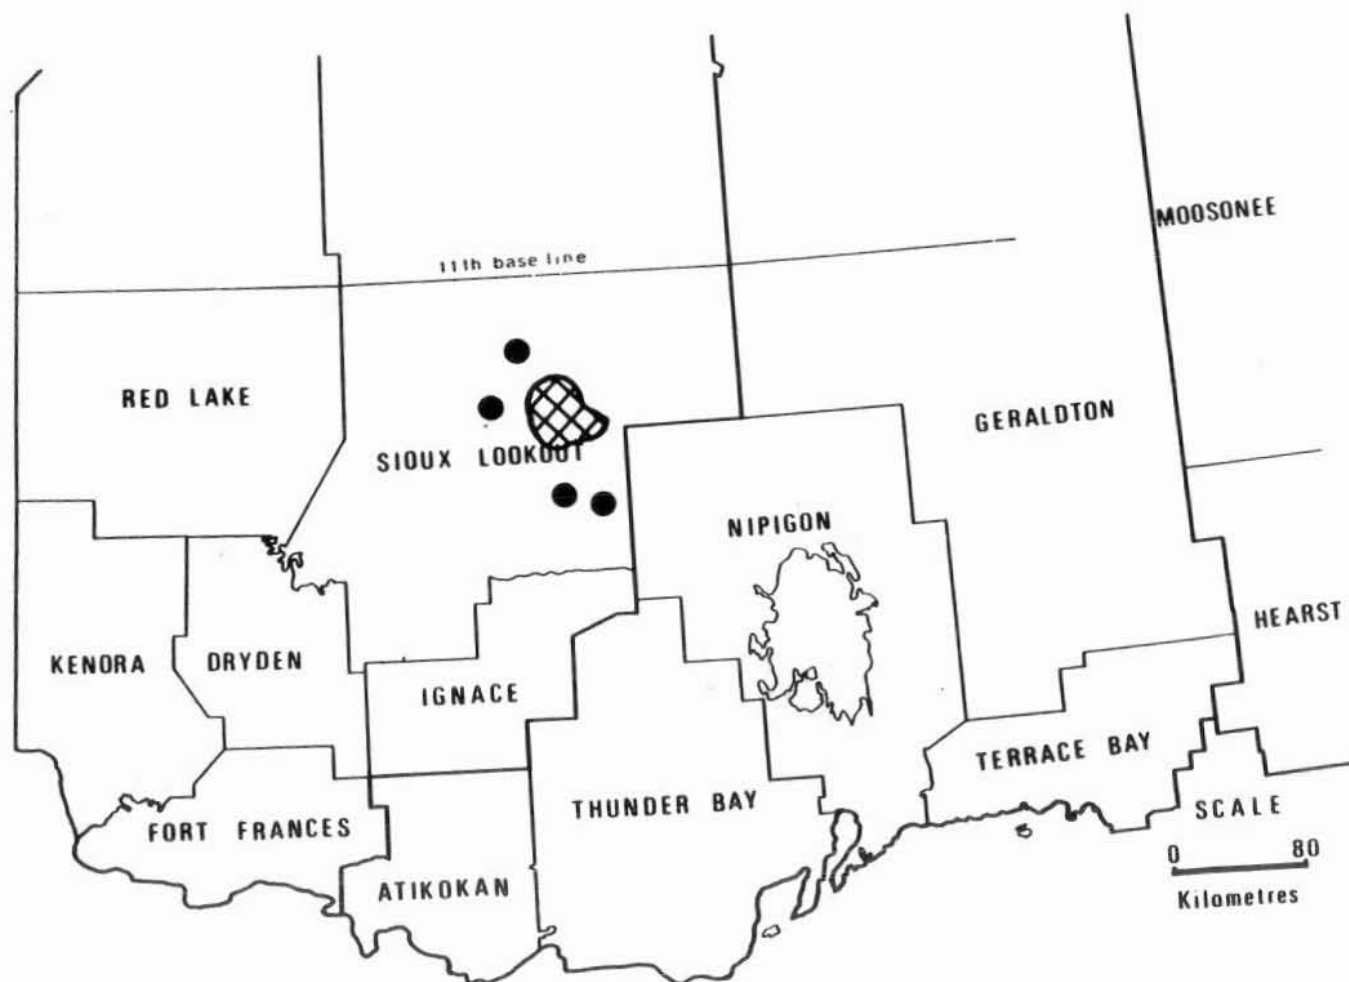 MOOSONEE
11th base line
RED LAKE
GERALDTON
SIOUX LOOKOUT
NIPIGON
HEARST
KENORA
DRYDEN
IGNACE
TERRACE BAY
THUNDER BAY
SCALE
FORT FRANCES
0 80
ATIKOKAN
Kilometres